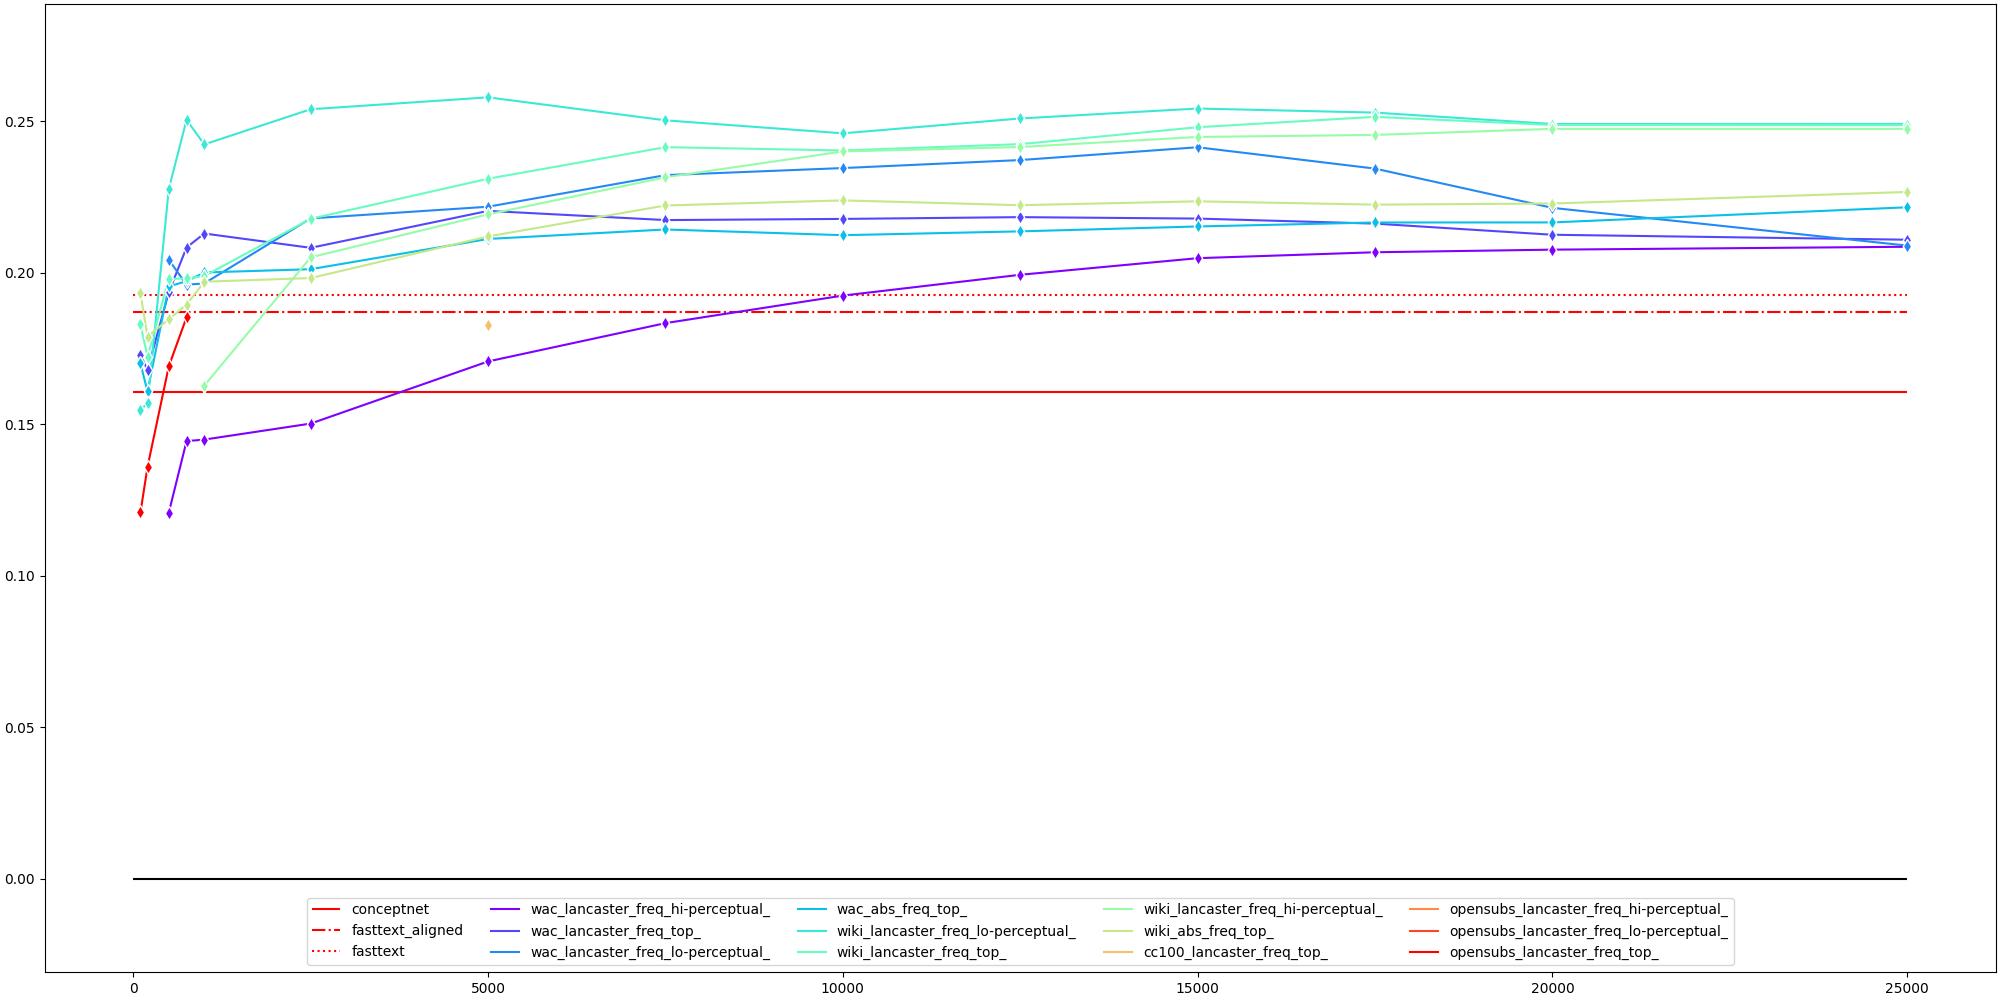 0.25
0.20
0.15
0.10
0.05
0.00
conceptnet wac_lancaster_freq_hi-perceptual_ wac_abs_freq_top_ wiki_lancaster_freq_hi-perceptual_ opensubs_lancaster_freq_hi-perceptual_
fasttext_aligned wac_lancaster_freq_top_ wiki_lancaster_freq_lo-perceptual_ wiki_abs_freq_top_ opensubs_lancaster_freq_lo-perceptual_
fasttext wac_lancaster_freq_lo-perceptual_ wiki_lancaster_freq_top_ cc100_lancaster_freq_top_ opensubs_lancaster_freq_top_
0 5000 10000 15000 20000 25000